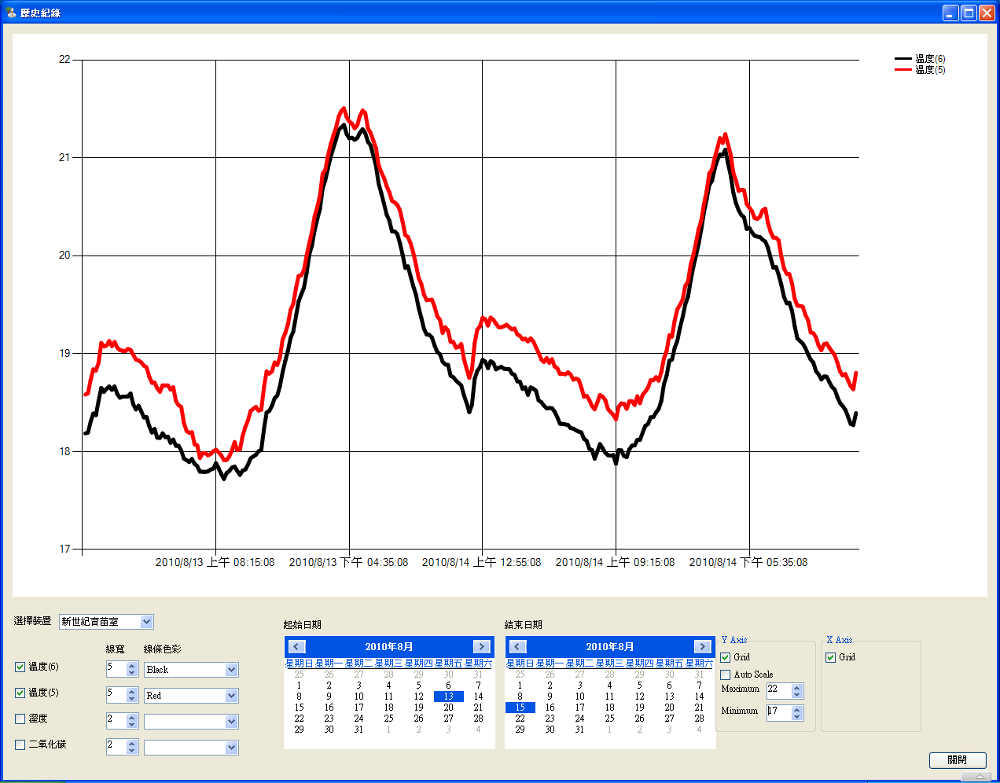 歷史紀錄
22
21
20
19
18
17
溫度(6)
溫度(5)
2010/8/13 上午 08:15:08
2010/8/13 下午 04:35:08
2010/8/14 上午 12:55:08
2010/8/14 上午 09:15:08
2010/8/14 下午 05:35:08
選擇裝置 新世紀育苗室
線寬 線條色彩
溫度(6) 5 Black
溫度(5) 5 Red
溼度 2
二氧化碳 2
起始日期
2010年8月
星期日 星期一 星期二 星期三 星期四 星期五 星期六
25 26 27 28 29 30 31
1 2 3 4 5 6 7
8 9 10 11 12 13 14
15 16 17 18 19 20 21
22 23 24 25 26 27 28
29 30 31 1 2 3 4
結束日期
2010年8月
星期日 星期一 星期二 星期三 星期四 星期五 星期六
25 26 27 28 29 30 31
1 2 3 4 5 6 7
8 9 10 11 12 13 14
15 16 17 18 19 20 21
22 23 24 25 26 27 28
29 30 31 1 2 3 4
Y Axis
Grid
Auto Scale
Maximum 22
Minimum 17
X Axis
Grid
關閉